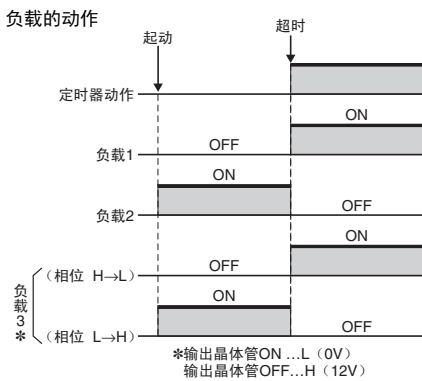 负载的动作
起动
超时
定时器动作
ON
负载1
OFF
ON
负载2
OFF
ON
（相位 H→L）
OFF
负载3＊
ON
（相位 L→H）
OFF
＊输出晶体管ON …L（0V）
输出晶体管OFF…H（12V）